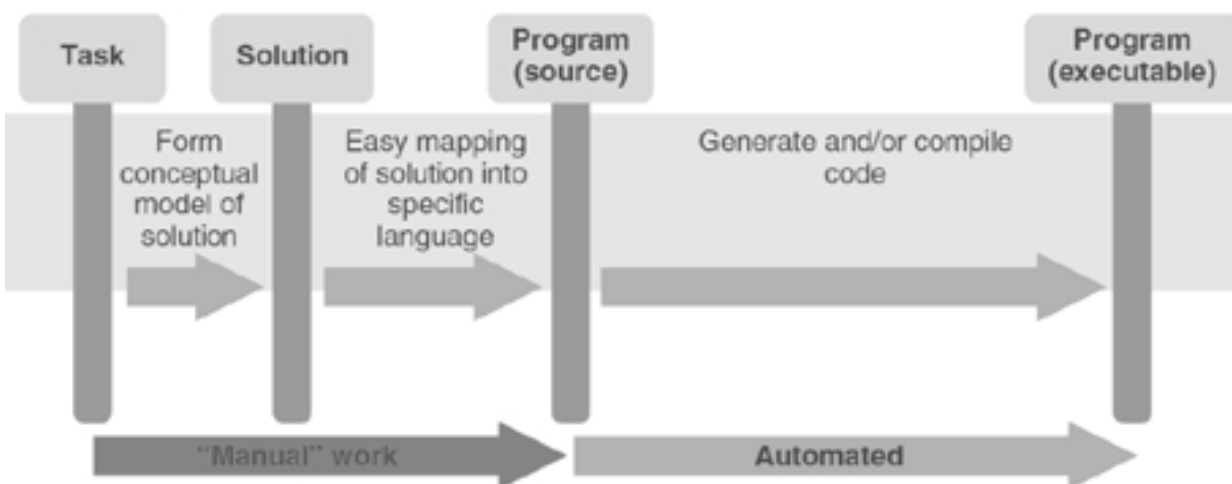 Task
Solution
Program
(source)
Program
(executable)
Form
conceptual
model of
solution
Easy mapping
of solution into
specific
language
Generate and/or compile
code
“Manual” work
Automated